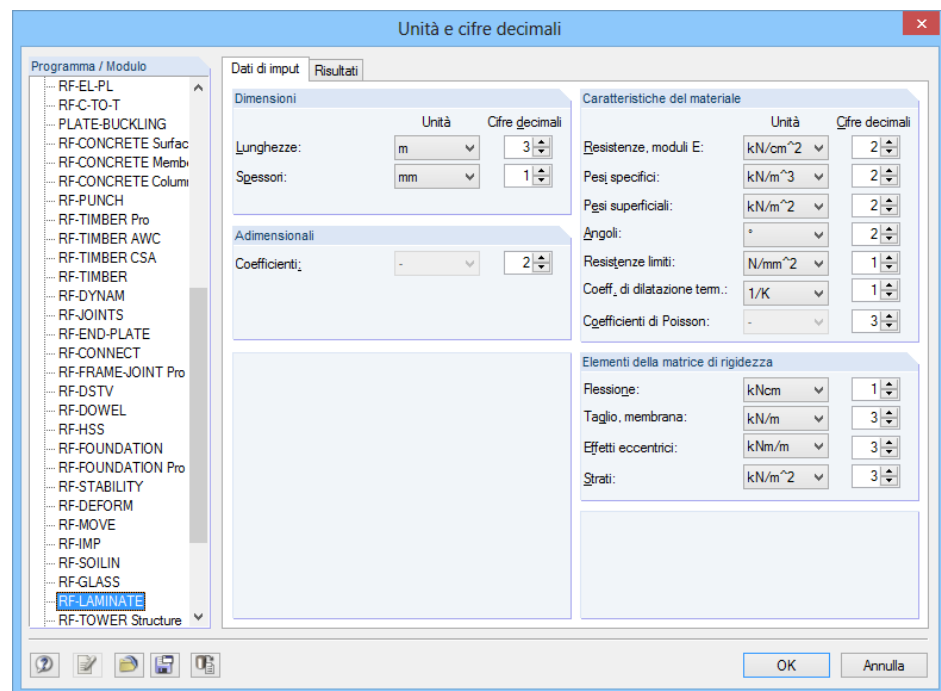 Unità e cifre decimali
Programma / Modulo
RF-EL-PL
RF-C-TO-T
PLATE-BUCKLING
RF-CONCRETE Surfac
RF-CONCRETE Membe
RF-CONCRETE Column
RF-PUNCH
RF-TIMBER Pro
RF-TIMBER AWC
RF-TIMBER CSA
RF-TIMBER
RF-DYNAM
RF-JOINTS
RF-END-PLATE
RF-CONNECT
RF-FRAME-JOINT Pro
RF-DSTV
RF-DOWEL
RF-HSS
RF-FOUNDATION
RF-FOUNDATION Pro
RF-STABILITY
RF-DEFORM
RF-MOVE
RF-IMP
RF-SOILIN
RF-GLASS
RF-LAMINATE
RF-TOWER Structure
Dati di imput Risultati
Dimensioni
Unità Cifre decimali
Lunghezze: m 3
Spessori: mm 1
Adimensionali
Coefficienti: - 2
Caratteristiche del materiale
Unità Cifre decimali
Resistenze, moduli E: kN/cm^2 2
Pesi specifici: kN/m^3 2
Pesi superficiali: kN/m^2 2
Angoli: ° 2
Resistenze limiti: N/mm^2 1
Coeff. di dilatazione term.: 1/K 1
Coefficienti di Poisson: - 3
Elementi della matrice di rigidezza
Flessione: kNcm 1
Taglio, membrana: kN/m 3
Effetti eccentrici: kNm/m 3
Strati: kN/m^2 3
OK Annulla